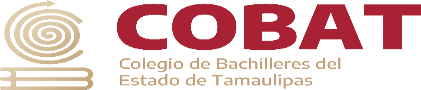 COBAT
Colegio de Bachilleres del
Estado de Tamaulipas